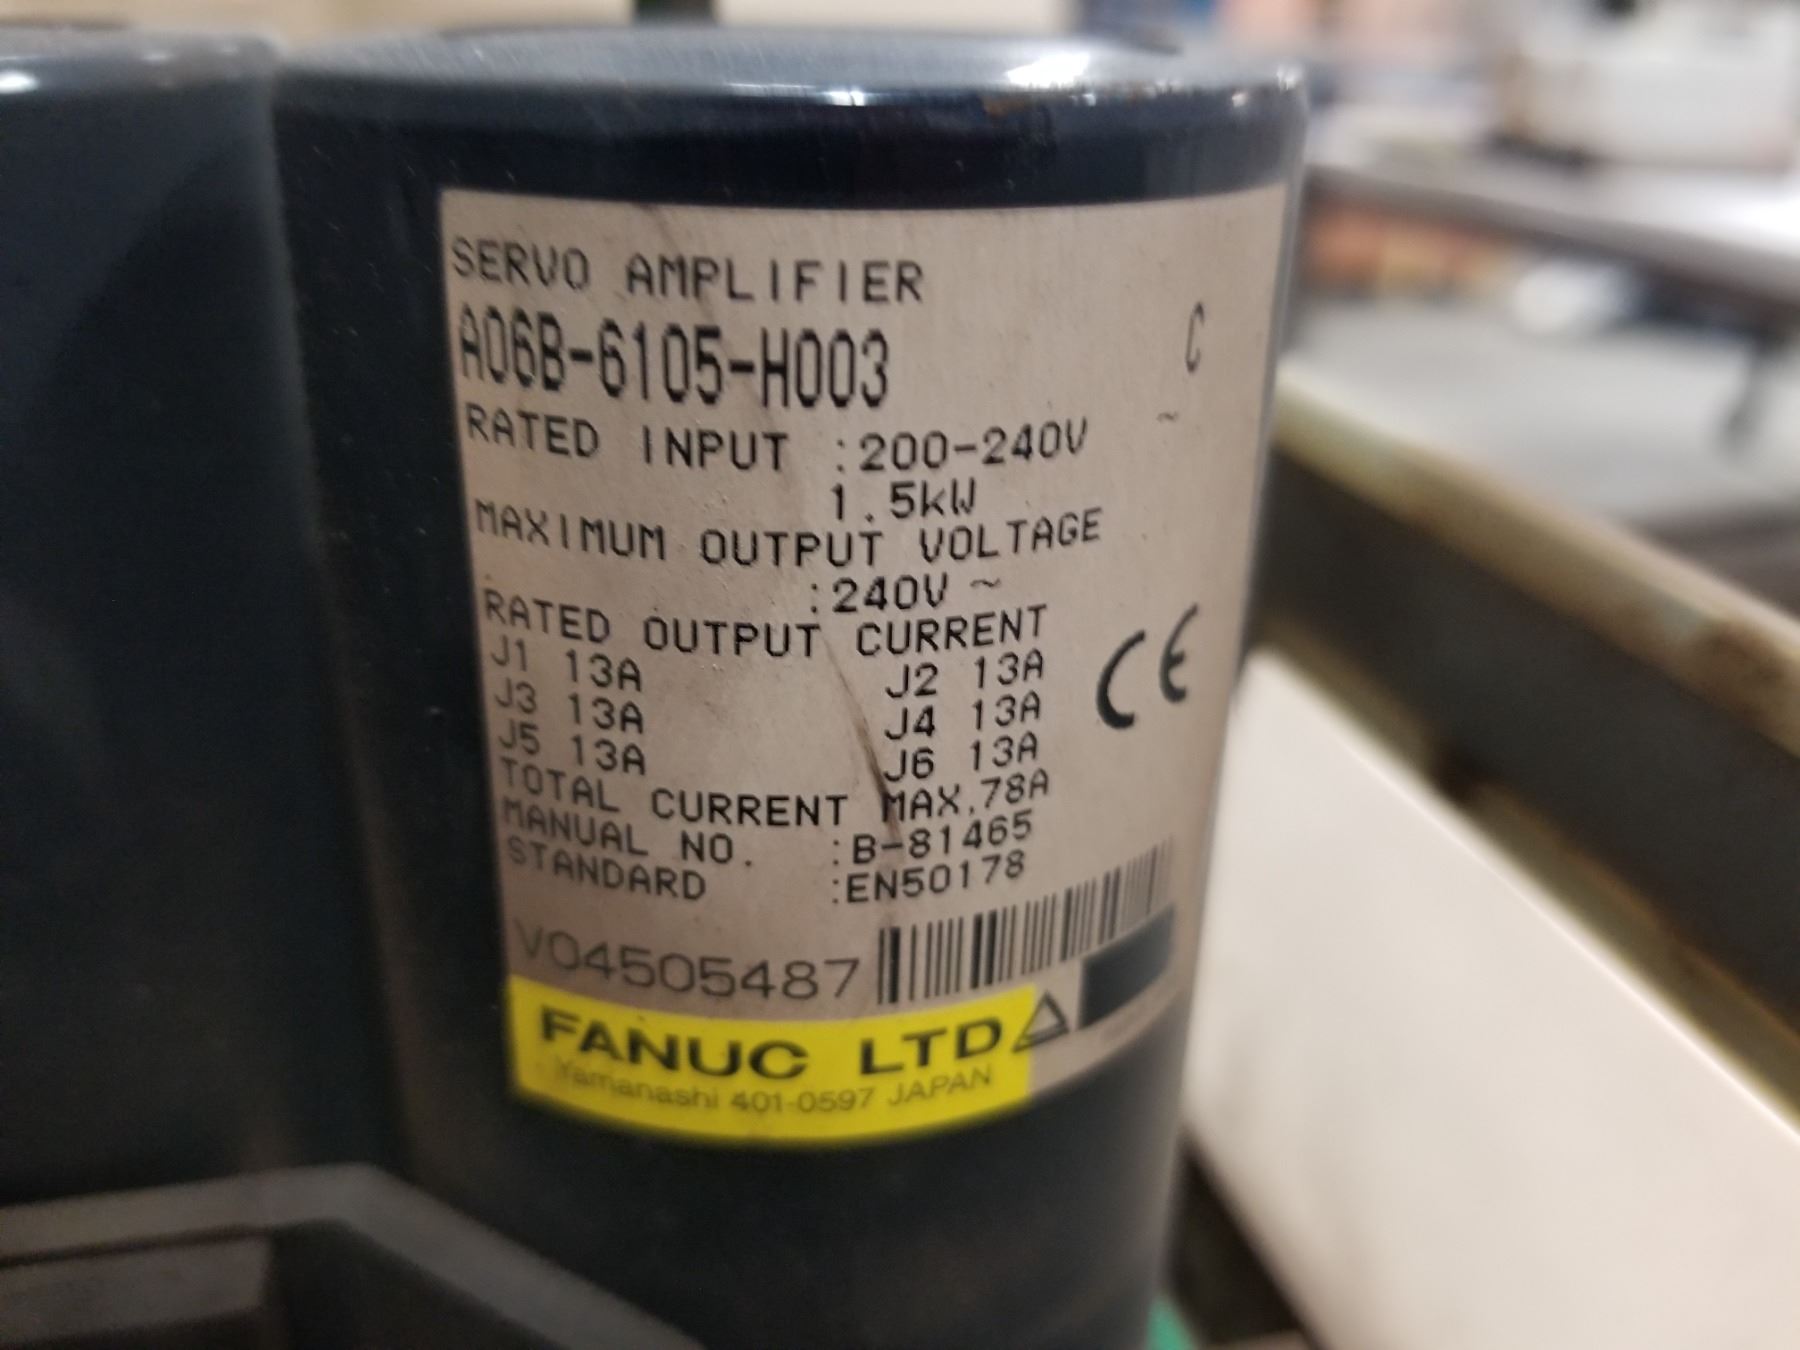 SERVO AMPLIFIER
A06B-6105-H003 C
RATED INPUT :200-240V ~
1.5kW
MAXIMUM OUTPUT VOLTAGE
:240V ~
RATED OUTPUT CURRENT
J1 13A J2 13A
J3 13A J4 13A
J5 13A J6 13A
CE
TOTAL CURRENT MAX.78A
MANUAL NO. :B-81465
STANDARD :EN50178
V04505487
FANUC LTD
Yamanashi 401-0597 JAPAN